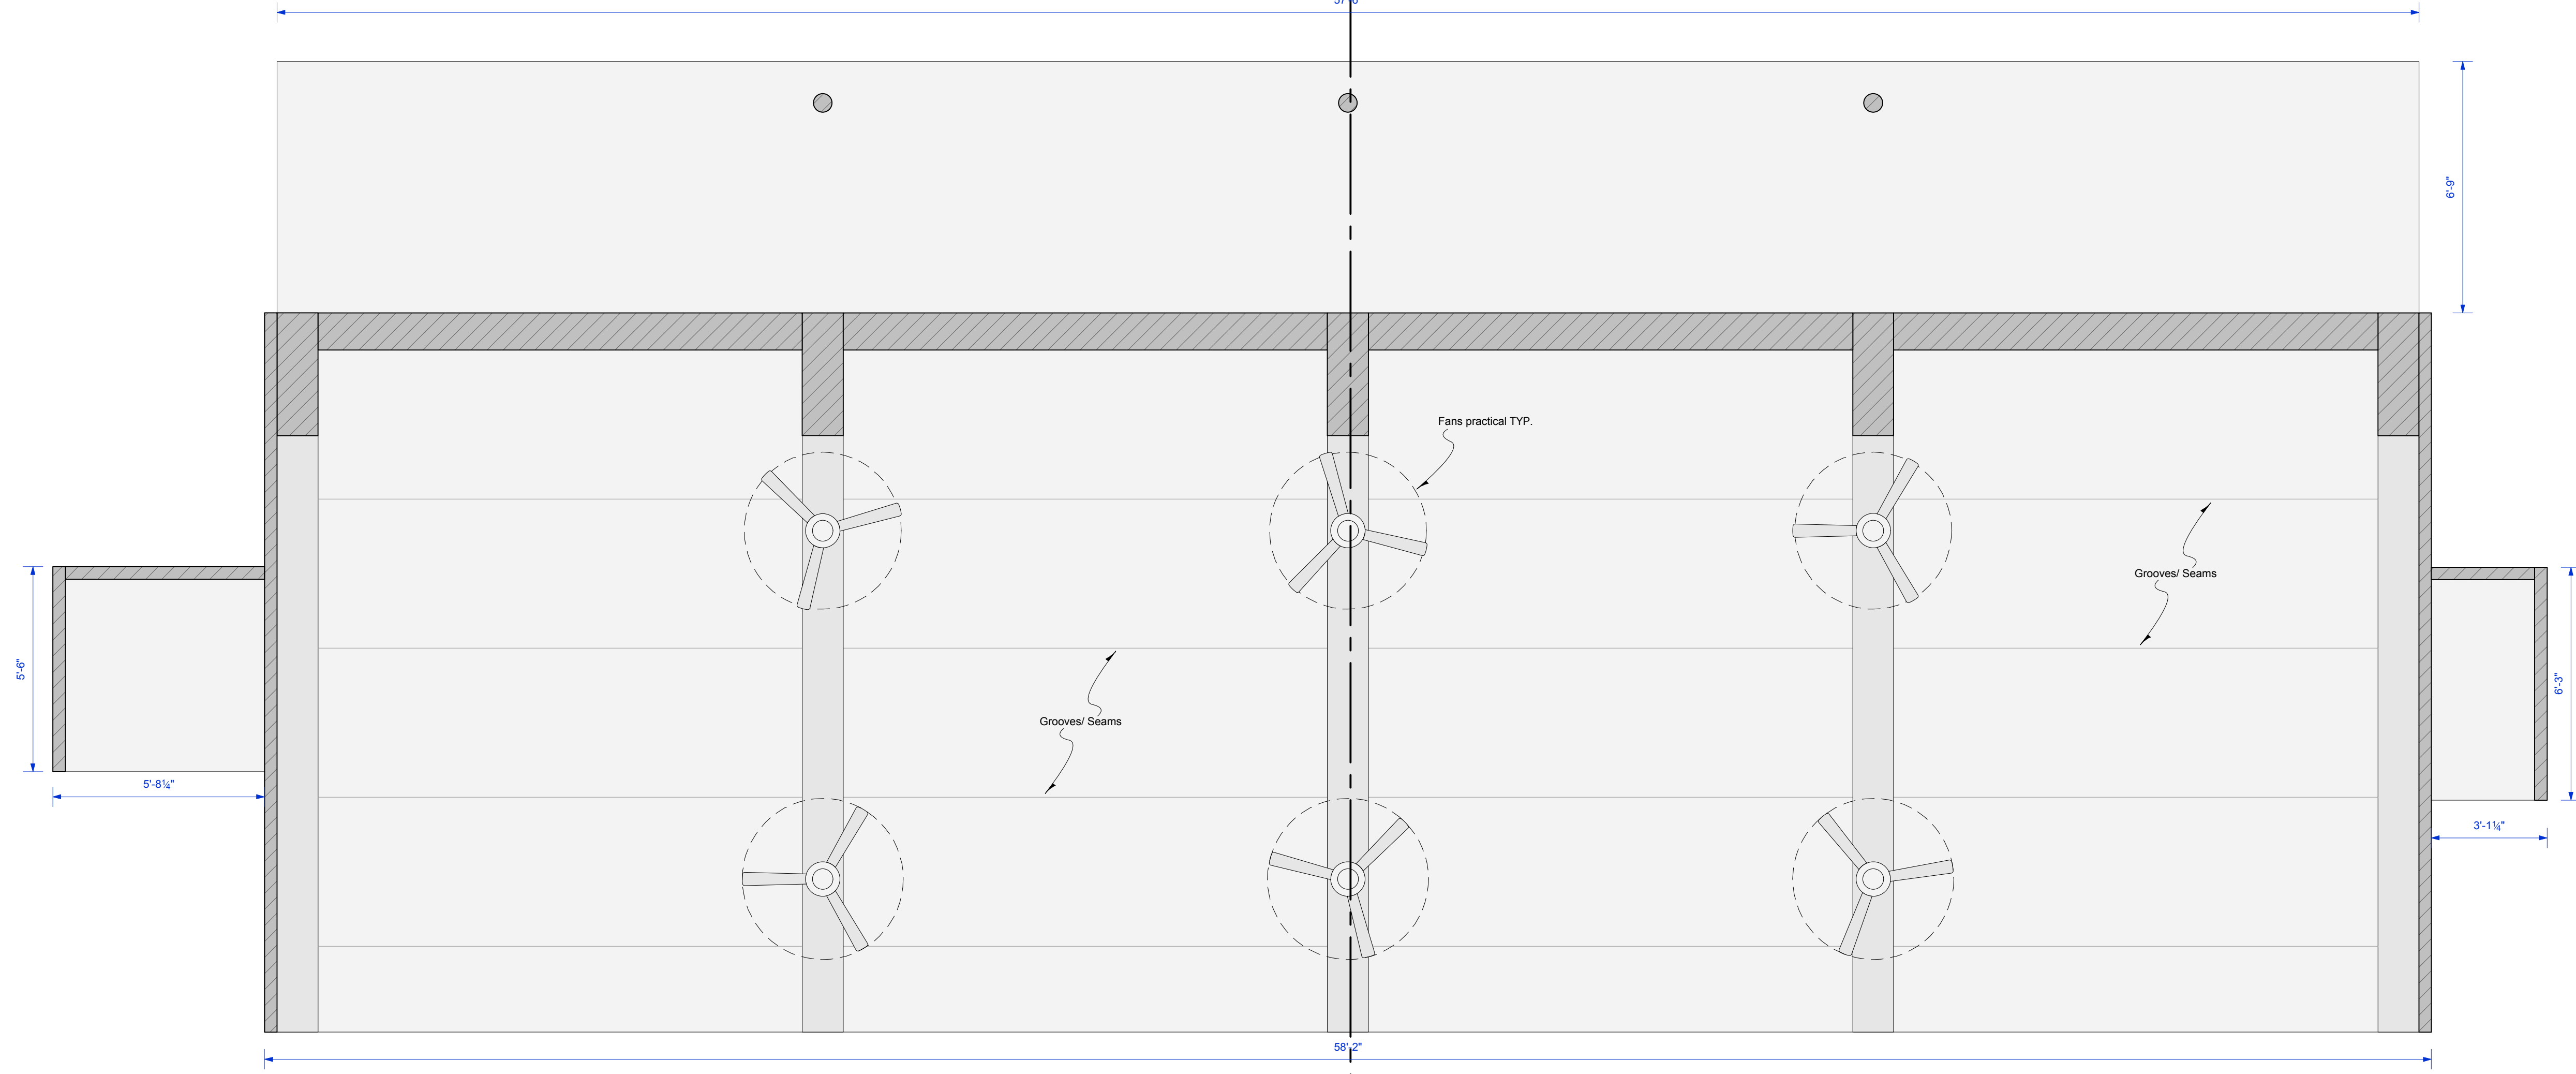 6'-9"
Fans practical TYP.
Grooves/ Seams
5'-6"
6'-3"
Grooves/ Seams
5'-8¼"
3'-1¼"
58'-2"